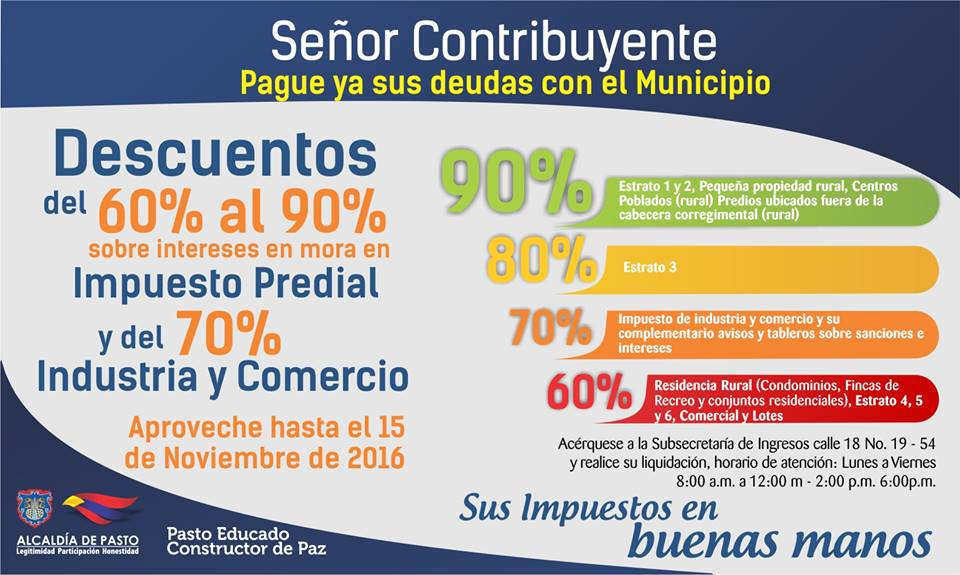 Señor Contribuyente
Pague ya sus deudas con el Municipio
Descuentos
del 60% al 90%
sobre intereses en mora en
Impuesto Predial
y del 70%
Industria y Comercio
Aproveche hasta el 15
de Noviembre de 2016
90%
Estrato 1 y 2, Pequeña propiedad rural, Centros
Poblados (rural) Predios ubicados fuera de la
cabecera corregimental (rural)
80%
Estrato 3
70%
Impuesto de industria y comercio y su
complementario avisos y tableros sobre sanciones e
intereses
60%
Residencia Rural (Condominios, Fincas de
Recreo y conjuntos residenciales), Estrato 4, 5
y 6, Comercial y Lotes
Acérquese a la Subsecretaría de Ingresos calle 18 No. 19 - 54
y realice su liquidación, horario de atención: Lunes a Viernes
8:00 a.m. a 12:00 m - 2:00 p.m. 6:00p.m.
Sus Impuestos en
buenas manos
ALCALDÍA DE PASTO
Legitimidad Participación Honestidad
Pasto Educado
Constructor de Paz